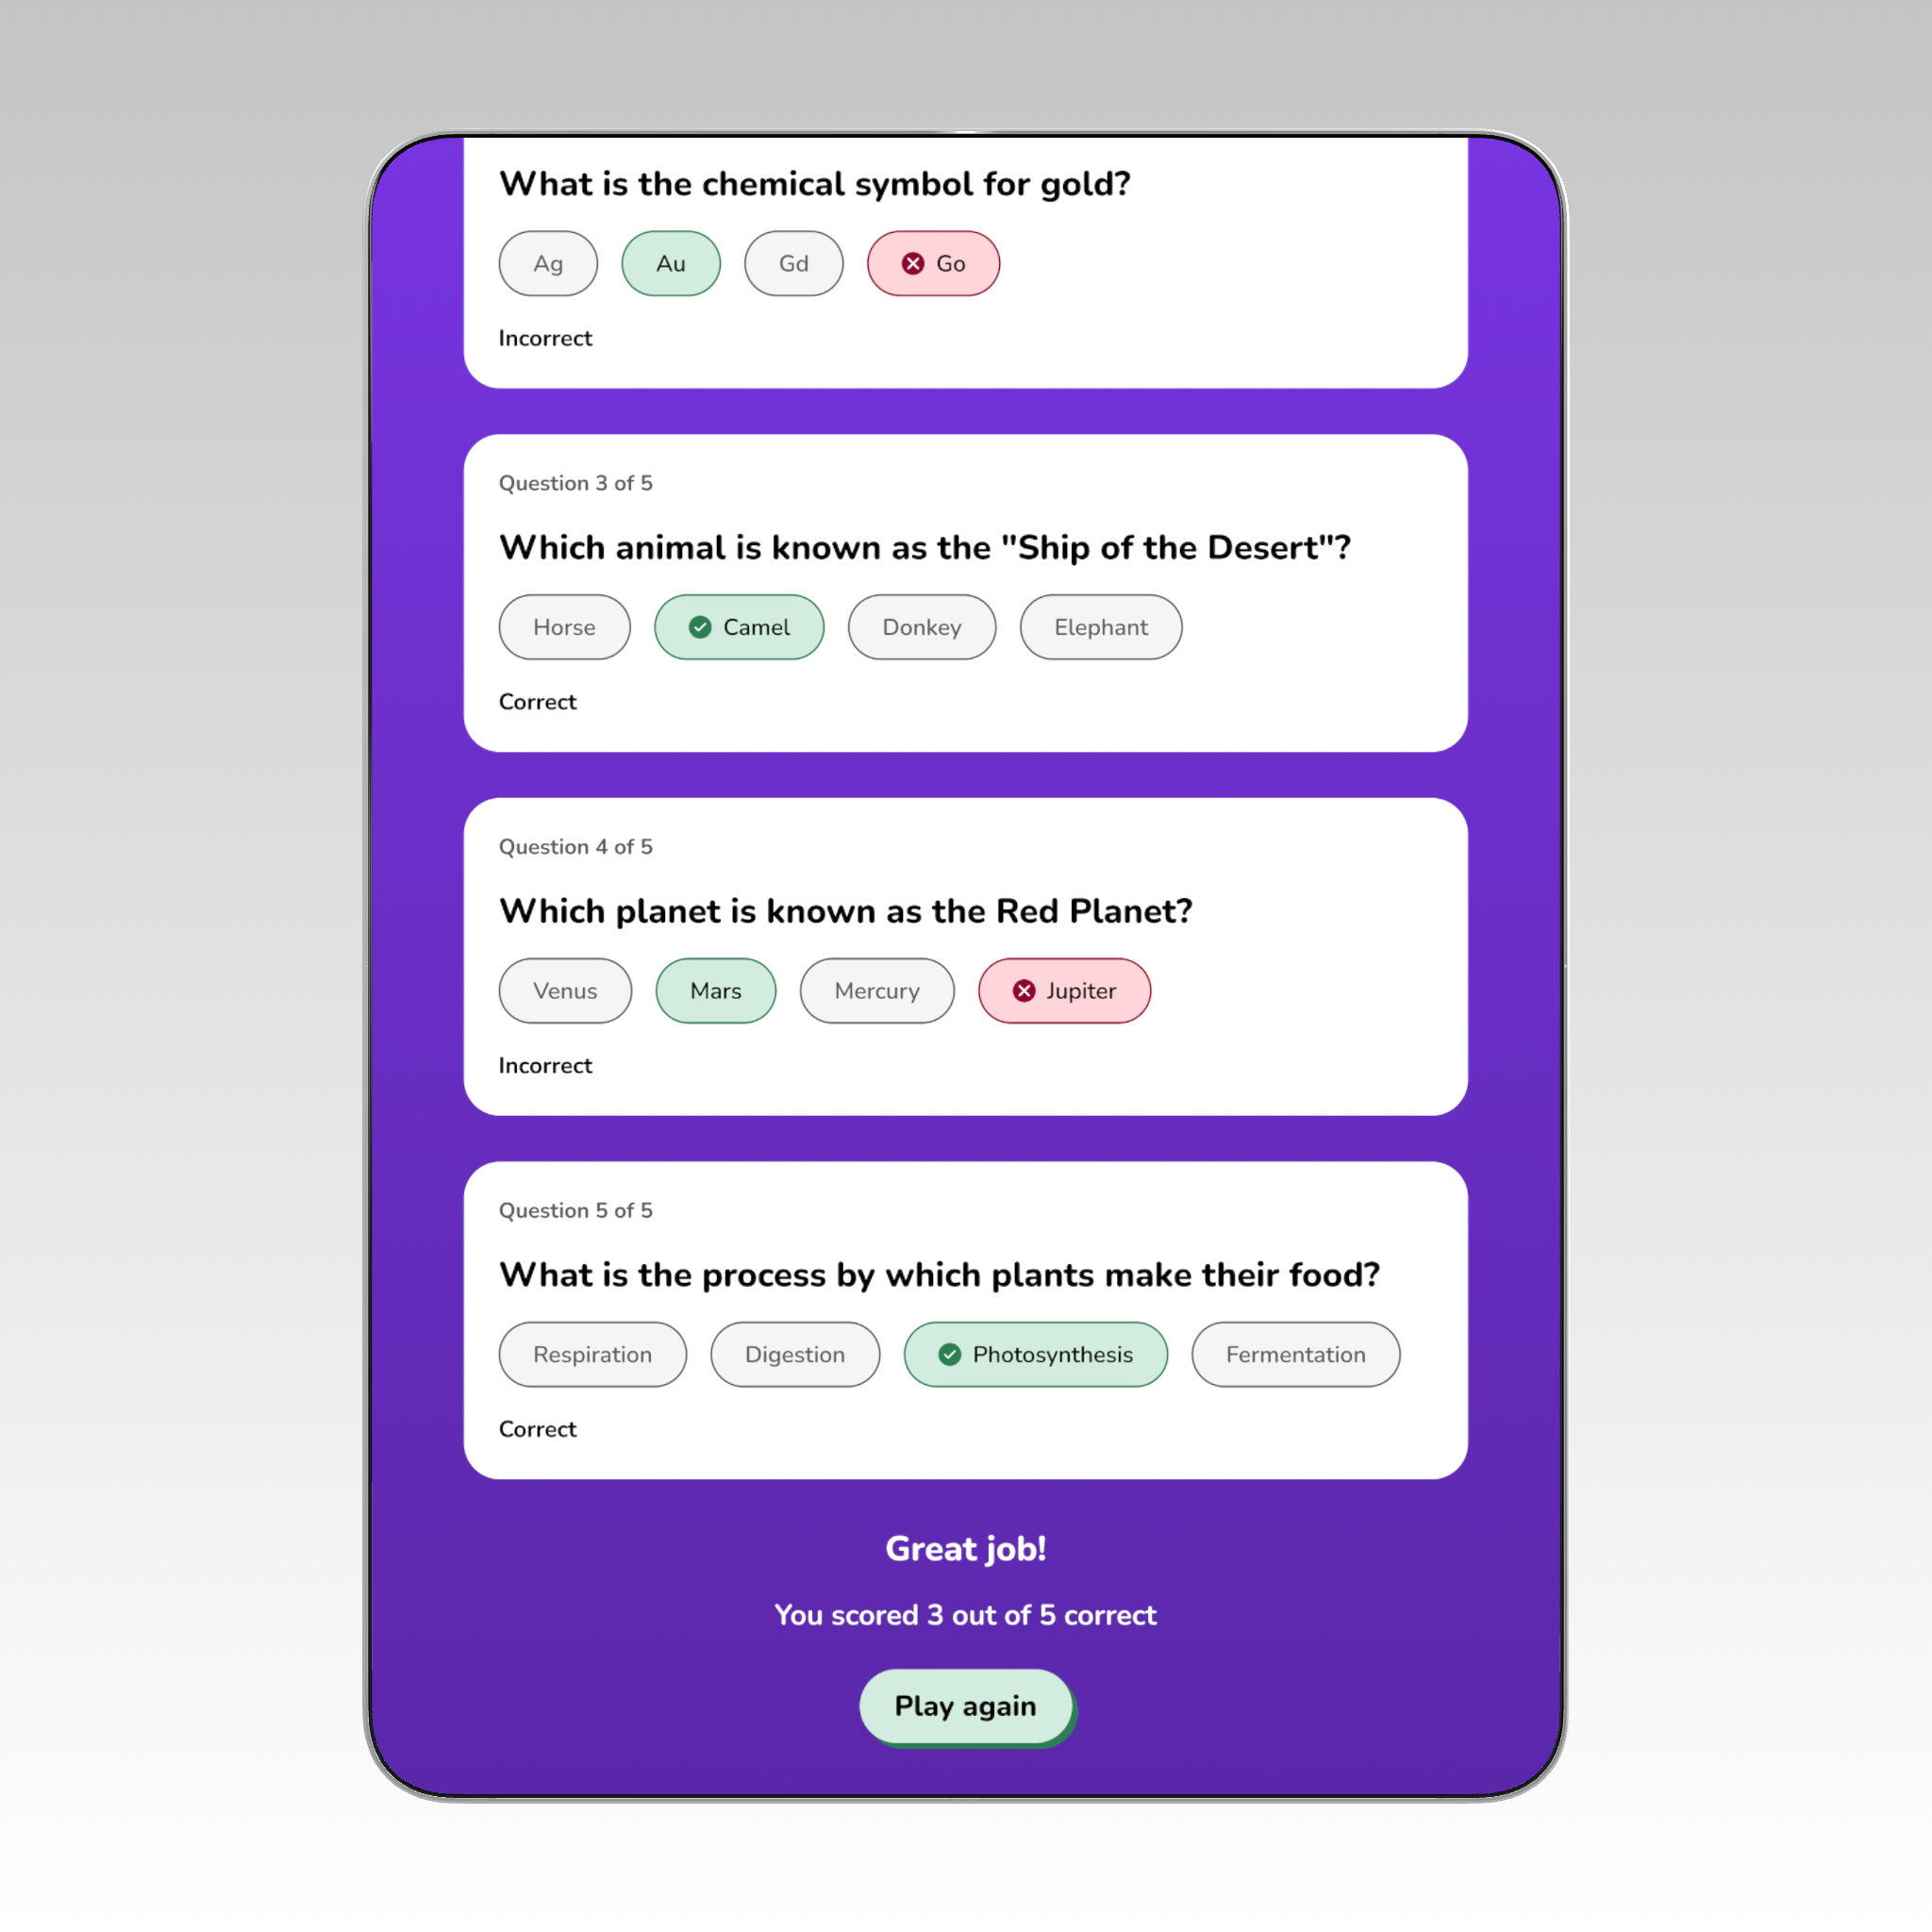 What is the chemical symbol for gold?
Ag Au Gd Go
Incorrect
Question 3 of 5
Which animal is known as the "Ship of the Desert"?
Horse Camel Donkey Elephant
Correct
Question 4 of 5
Which planet is known as the Red Planet?
Venus Mars Mercury Jupiter
Incorrect
Question 5 of 5
What is the process by which plants make their food?
Respiration Digestion Photosynthesis Fermentation
Correct
Great job!
You scored 3 out of 5 correct
Play again